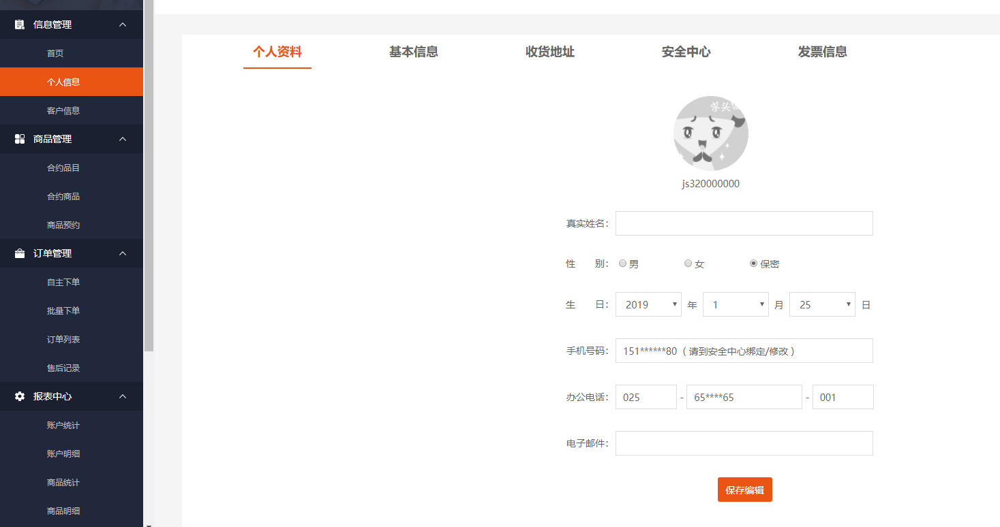 信息管理
首页
个人信息
客户信息
商品管理
合约品目
合约商品
商品预约
订单管理
自主下单
批量下单
订单列表
售后记录
报表中心
账户统计
账户明细
商品统计
商品明细
个人资料 基本信息 收货地址 安全中心 发票信息
js320000000
真实姓名：
性 别： 男 女 保密
生 日： 2019 年 1 月 25 日
手机号码： 151******80（请到安全中心绑定/修改）
办公电话： 025 - 65****65 - 001
电子邮件：
保存编辑